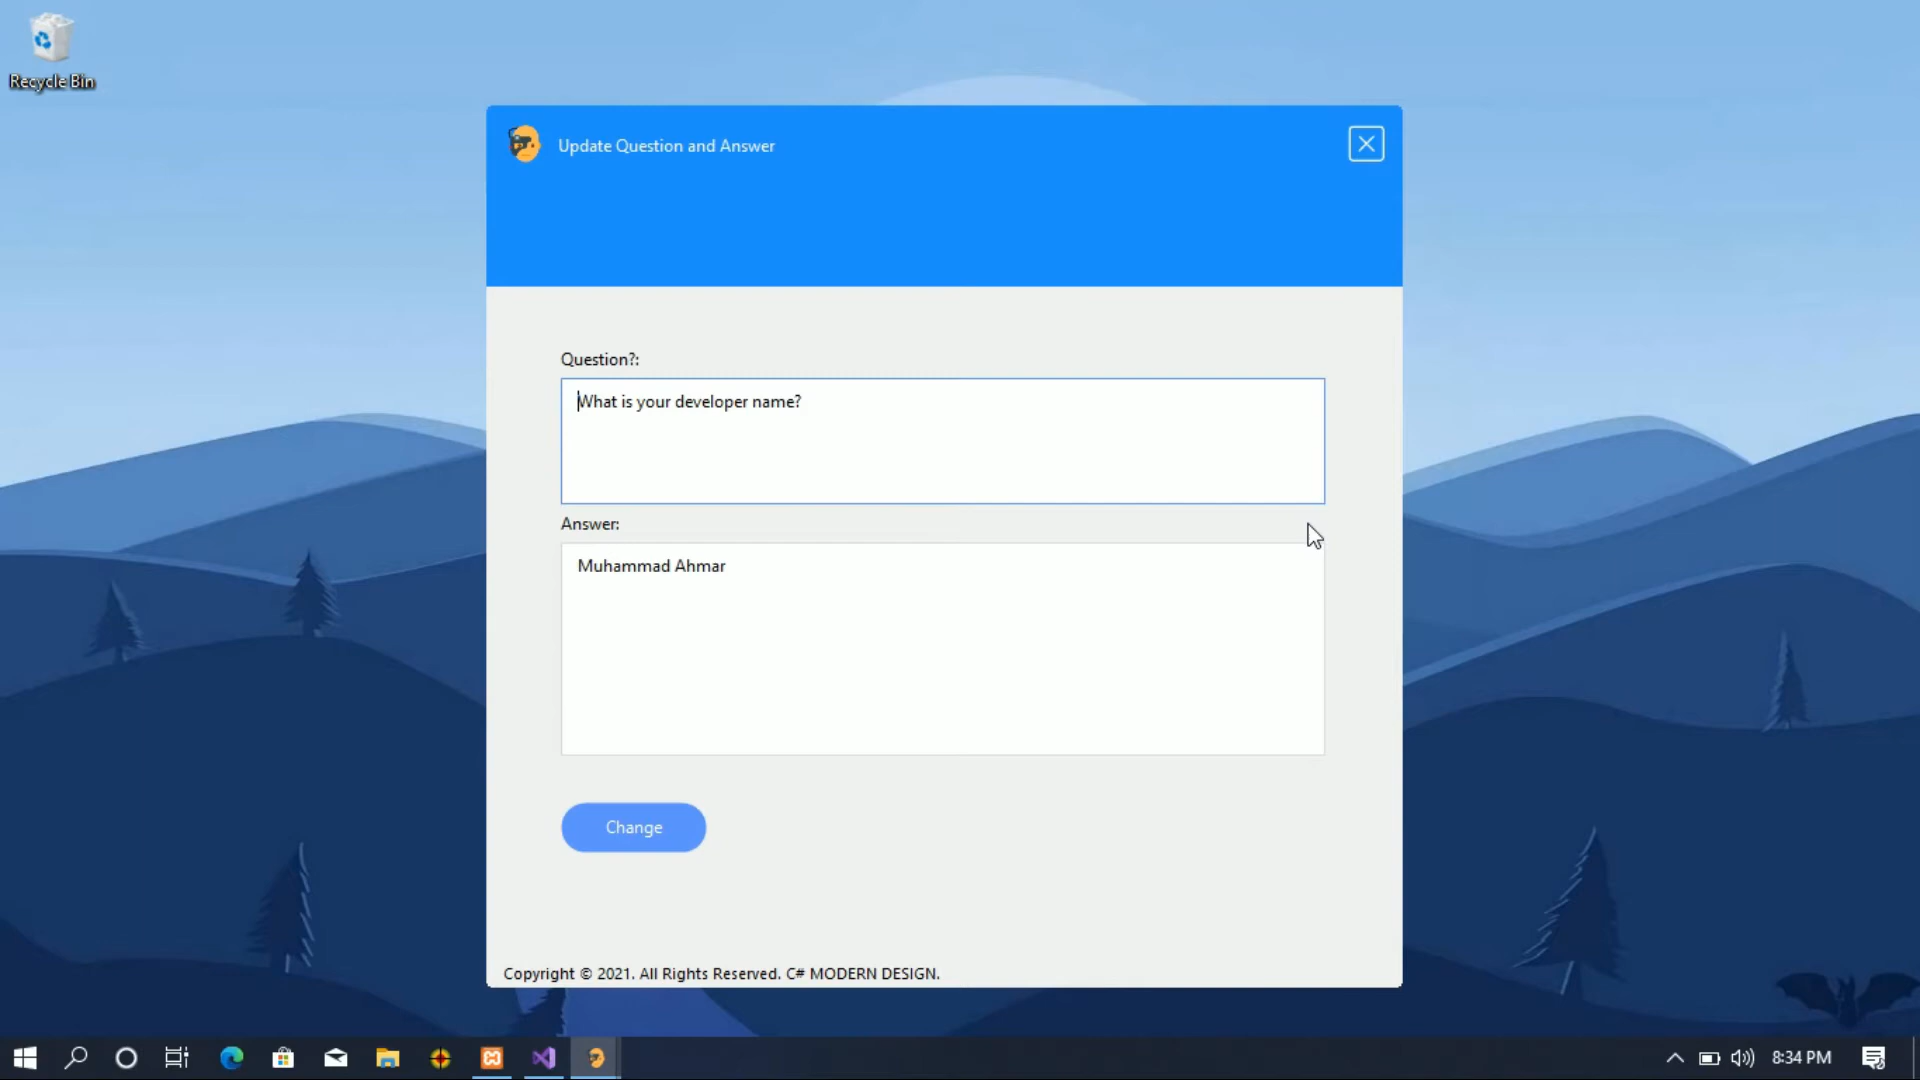 Recycle Bin
Update Question and Answer
Question?:
What is your developer name?
Answer:
Muhammad Ahmar
Change
Copyright © 2021. All Rights Reserved. C# MODERN DESIGN.
8:34 PM